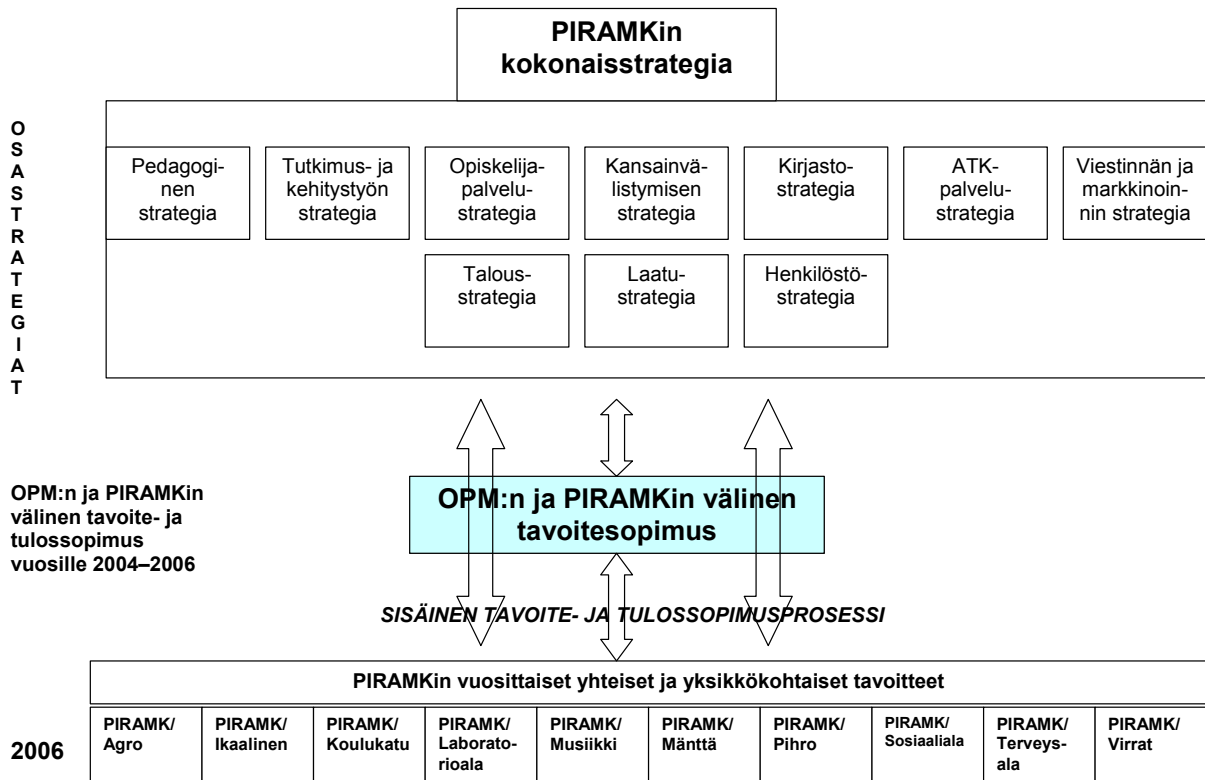 PIRAMKin
kokonaisstrategia
O
S
A
S
T
R
A
T
E
G
I
A
T
Pedagogi-
nen
strategia
Tutkimus- ja
kehitystyön
strategia
Opiskelija-
palvelu-
strategia
Kansainvä-
listymisen
strategia
Kirjasto-
strategia
ATK-
palvelu-
strategia
Viestinnän ja
markkinoin-
nin strategia
Talous-
strategia
Laatu-
strategia
Henkilöstö-
strategia
OPM:n ja PIRAMKin
välinen tavoite- ja
tulossopimus
vuosille 2004–2006
OPM:n ja PIRAMKin välinen
tavoitesopimus
SISÄINEN TAVOITE- JA TULOSSOPIMUSPROSESSI
PIRAMKin vuosittaiset yhteiset ja yksikkökohtaiset tavoitteet
2006
PIRAMK/
Agro
PIRAMK/
Ikaalinen
PIRAMK/
Koulukatu
PIRAMK/
Laborato-
rioala
PIRAMK/
Musiikki
PIRAMK/
Mänttä
PIRAMK/
Pihro
PIRAMK/
Sosiaaliala
PIRAMK/
Terveys-
ala
PIRAMK/
Virrat